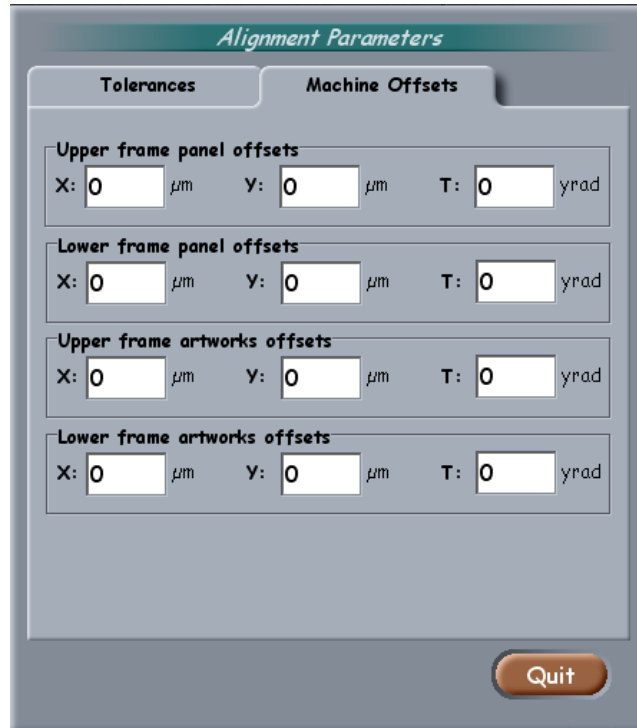 Alignment Parameters
Tolerances Machine Offsets
Upper frame panel offsets
X: 0 µm Y: 0 µm T: 0 yrad
Lower frame panel offsets
X: 0 µm Y: 0 µm T: 0 yrad
Upper frame artworks offsets
X: 0 µm Y: 0 µm T: 0 yrad
Lower frame artworks offsets
X: 0 µm Y: 0 µm T: 0 yrad
Quit